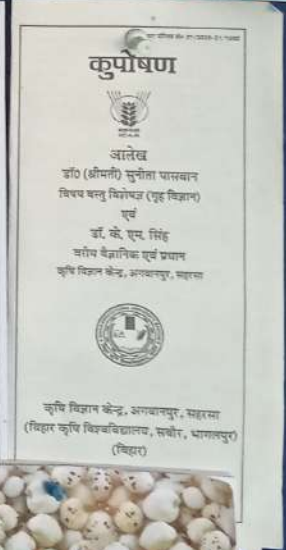 कुपोषण
आलेख
डॉ0 (श्रीमती) सुनीता पासवान
विषय वस्तु विशेषज्ञ (गृह विज्ञान)
एवं
डॉ. के. एम. सिंह
वरीय वैज्ञानिक एवं प्रधान
कृषि विज्ञान केन्द्र, अगवानपुर, सहरसा
कृषि विज्ञान केन्द्र, अगवानपुर, सहरसा
(बिहार कृषि विश्वविद्यालय, सबौर, भागलपुर)
(बिहार)